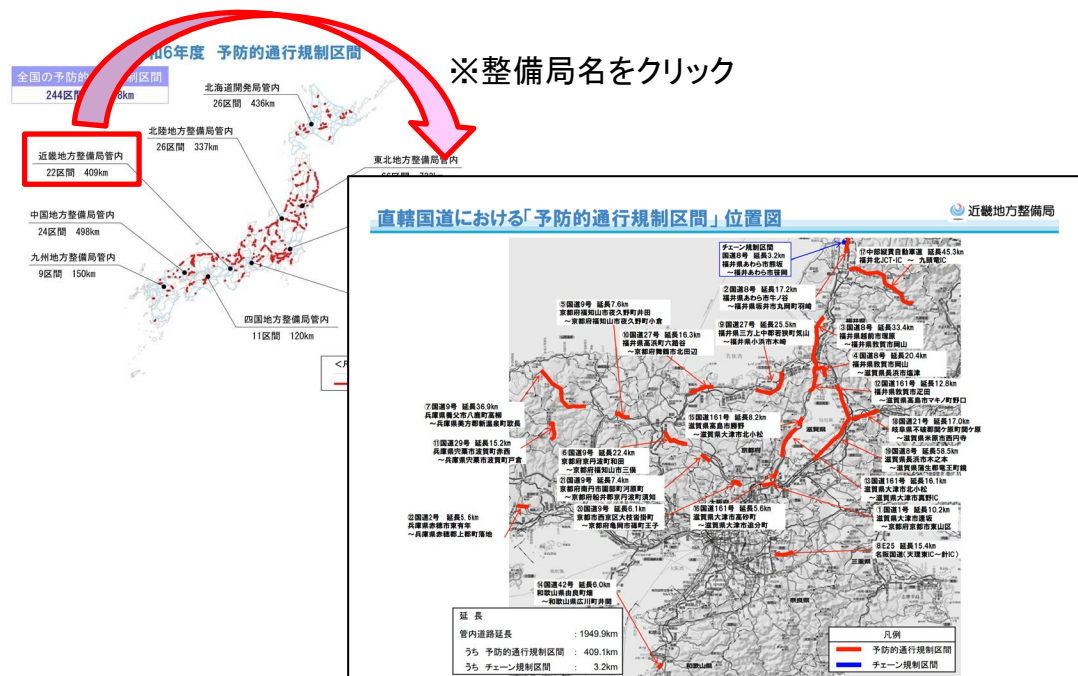 ※整備局名をクリック
6年度 予防的通行規制区間
全国の予防的 制区間
244区間 8km
北海道開発局管内
26区間 436km
北陸地方整備局管内
26区間 337km
近畿地方整備局管内
22区間 409km
東北地方整備局管内
中国地方整備局管内
24区間 498km
九州地方整備局管内
9区間 150km
四国地方整備局管内
11区間 120km
直轄国道における「予防的通行規制区間」位置図
近畿地方整備局
チェーン規制区間
国道8号 延長3.2km
福井県あわら市熊坂
～福井あわら市笹岡
⑰中部縦貫自動車道 延長45.3km
福井北JCT・IC ～ 九頭竜IC
②国道8号 延長17.2km
福井県あわら市牛ノ谷
～福井県坂井市丸岡町羽崎
⑤国道9号 延長7.6km
京都府福知山市夜久野町井田
～京都府福知山市夜久野町小倉
⑨国道27号 延長25.5km
福井県三方上中郡若狭町気山
～福井県小浜市木崎
③国道8号 延長33.4km
福井県越前市塚原
～福井県敦賀市岡山
⑩国道27号 延長16.3km
福井県高浜町六路谷
～京都府舞鶴市北田辺
④国道8号 延長20.4km
福井県敦賀市岡山
～滋賀県長浜市塩津
⑫国道161号 延長12.8km
福井県敦賀市疋田
～滋賀県高島市マキノ町野口
⑦国道9号 延長36.9km
兵庫県養父市八鹿町高柳
～兵庫県美方郡新温泉町歌長
⑮国道161号 延長8.2km
滋賀県高島市勝野
～滋賀県大津市北小松
⑱国道21号 延長17.0km
岐阜県不破郡関ケ原町関ケ原
～滋賀県米原市西円寺
⑪国道29号 延長15.2km
兵庫県宍粟市波賀町赤西
～兵庫県宍粟市波賀町戸倉
⑥国道9号 延長22.4km
京都府京丹波町和田
～京都府福知山市三俣
⑲国道8号 延長58.5km
滋賀県長浜市木之本
～滋賀県蒲生郡竜王町鏡
㉑国道9号 延長7.4km
京都府南丹市園部町河原町
～京都府船井郡京丹波町須知
⑬国道161号 延長16.1km
滋賀県大津市北小松
～滋賀県大津市真野IC
⑳国道9号 延長6.1km
京都市西京区大枝沓掛町
～京都府亀岡市篠町王子
⑯国道161号 延長5.6km
滋賀県大津市高砂町
～滋賀県大津市追分町
①国道1号 延長10.2km
滋賀県大津市逢坂
～京都府京都市東山区
㉒国道2号 延長5.6km
兵庫県赤穂市東有年
～兵庫県赤穂郡上郡町落地
⑧E25 延長15.4km
名阪国道（天理東IC～針IC）
⑭国道42号 延長6.0km
和歌山県由良町畑
～和歌山県広川町井関
福井県
滋賀県
京都府
三重県
奈良県
和歌山県
延 長
管内道路延長 : 1949.9km
うち 予防的通行規制区間 : 409.1km
うち チェーン規制区間 : 3.2km
凡例
予防的通行規制区間
チェーン規制区間